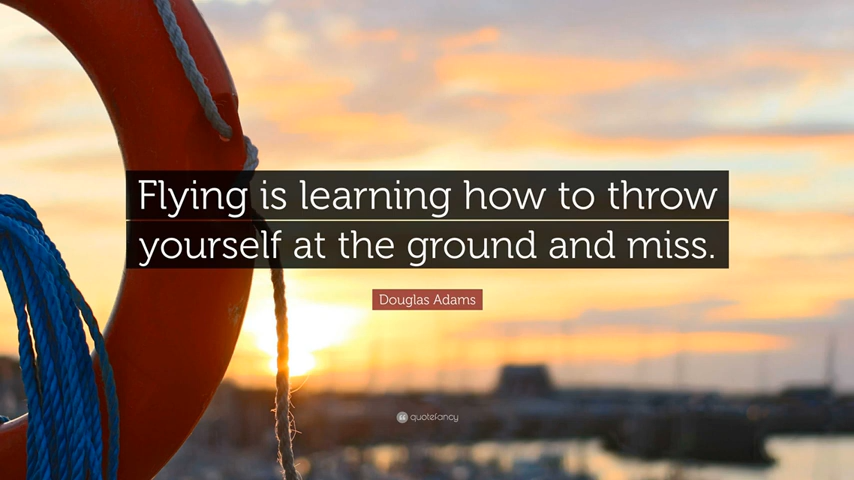 Flying is learning how to throw
yourself at the ground and miss.
Douglas Adams
quotefancy